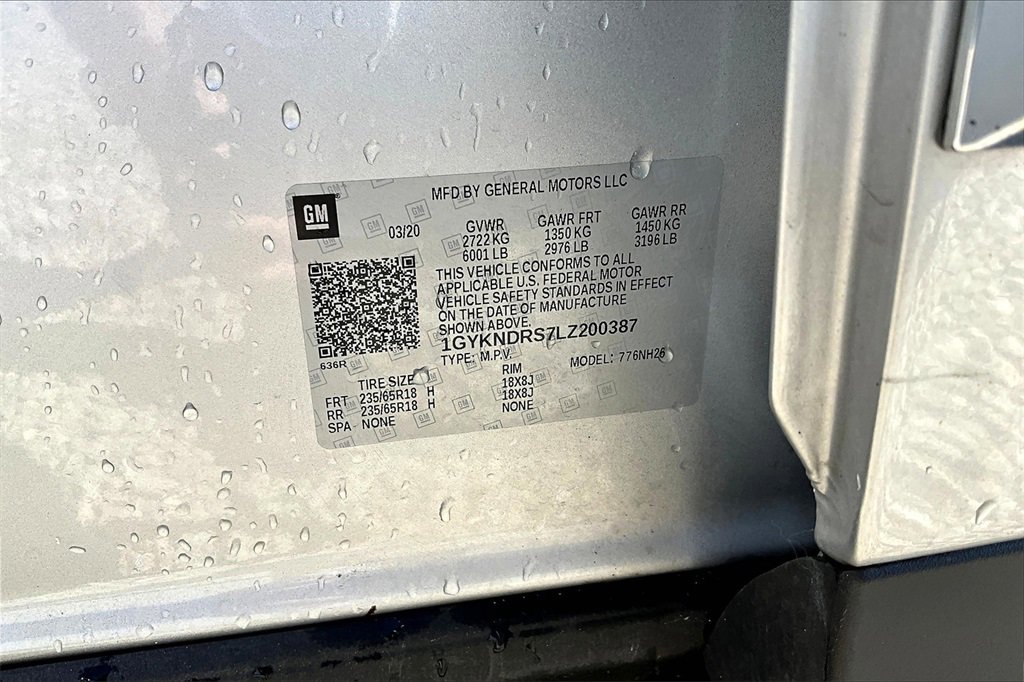 MFD BY GENERAL MOTORS LLC
GM
03/20
GVWR GAWR FRT GAWR RR
2722 KG 1350 KG 1450 KG
6001 LB 2976 LB 3196 LB
THIS VEHICLE CONFORMS TO ALL
APPLICABLE U.S. FEDERAL MOTOR
VEHICLE SAFETY STANDARDS IN EFFECT
ON THE DATE OF MANUFACTURE
SHOWN ABOVE.
1GYKNDRS7LZ200387
636R
TYPE: M.P.V. MODEL: 776NH26
TIRE SIZE RIM
FRT 235/65R18 H 18X8J
RR 235/65R18 H 18X8J
SPA NONE NONE